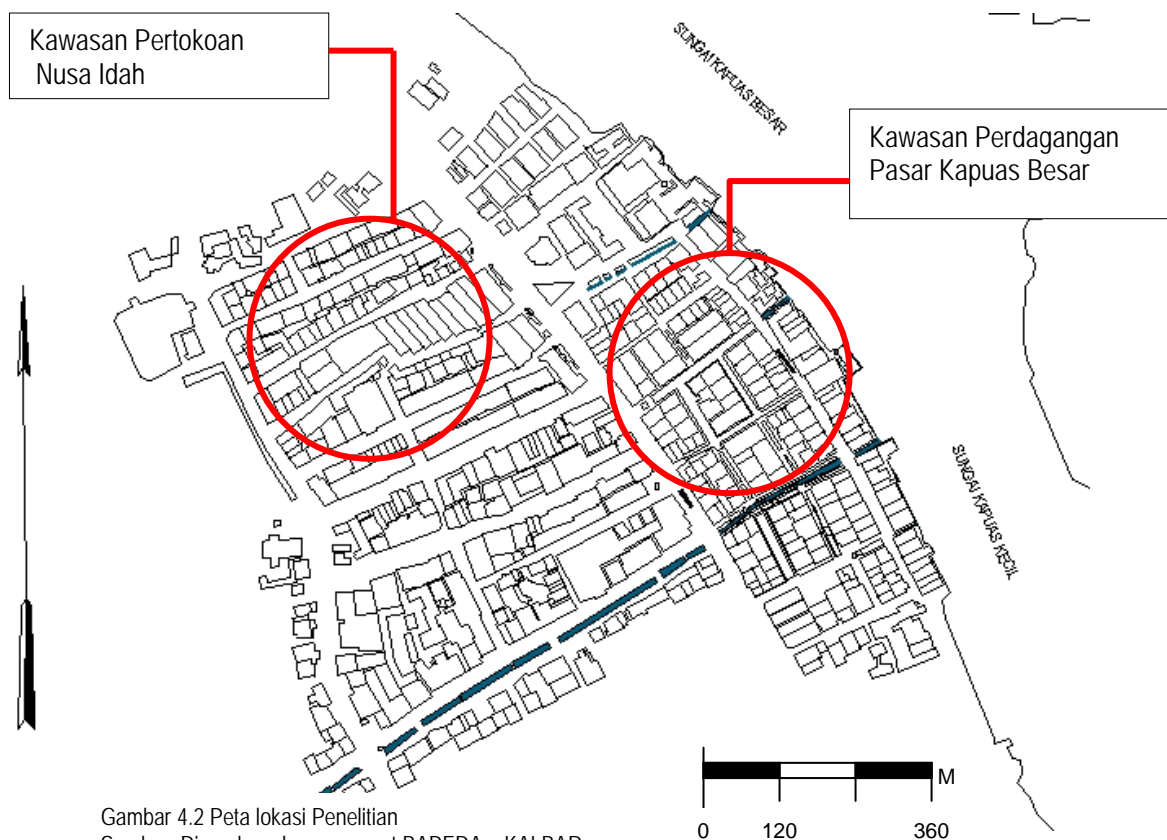 Kawasan Pertokoan
Nusa Idah
SUNGAI KAPUAS BESAR
Kawasan Perdagangan
Pasar Kapuas Besar
SUNGAI KAPUAS KECIL
M
0 120 360
Gambar 4.2 Peta lokasi Penelitian